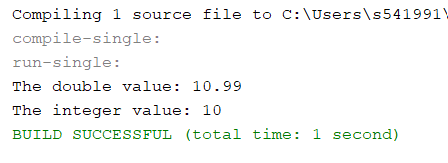 Compiling 1 source file to C:\Users\s541991\
compile-single:
run-single:
The double value: 10.99
The integer value: 10
BUILD SUCCESSFUL (total time: 1 second)